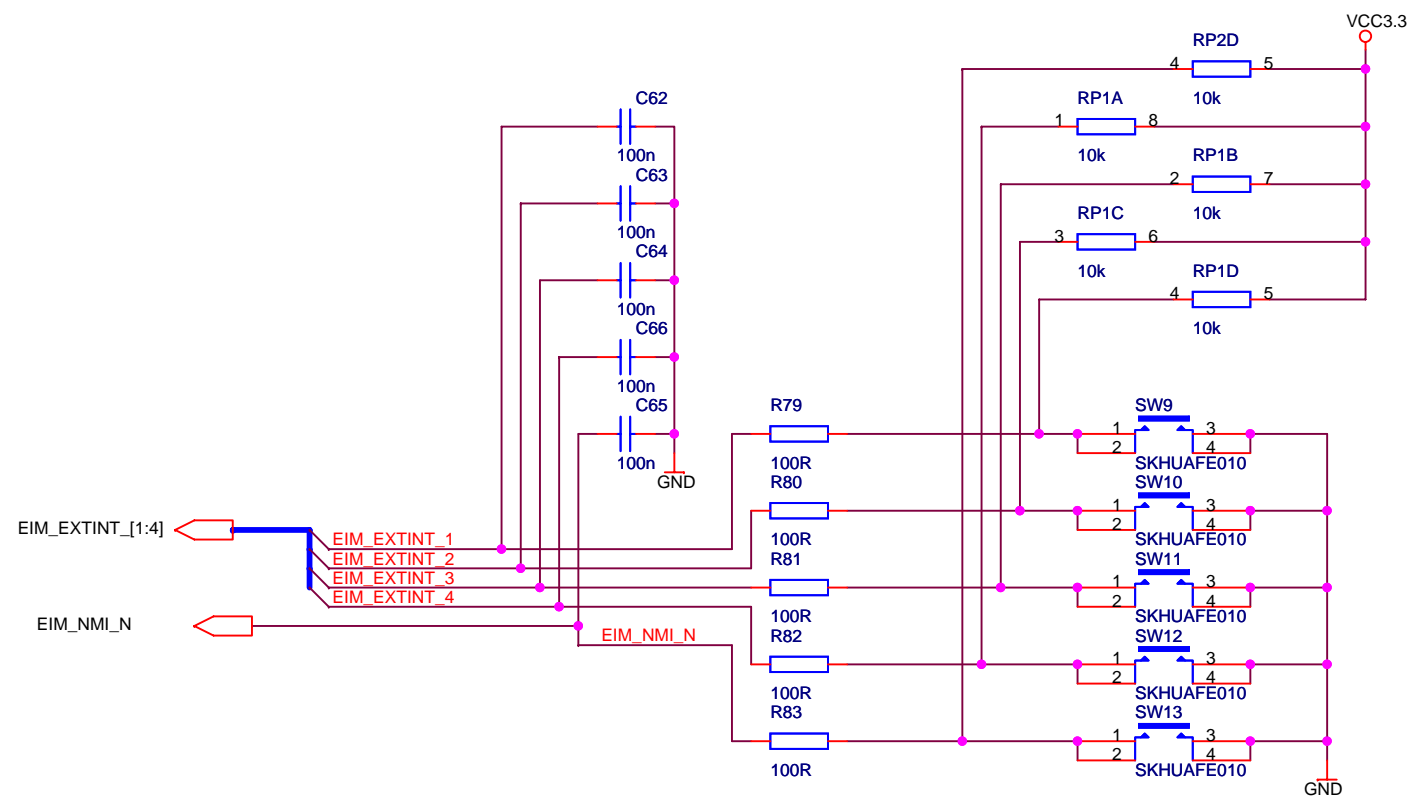 VCC3.3
RP2D
4 5
10k
C62
RP1A
1 8
100n
10k
RP1B
C63
2 7
10k
RP1C
100n
3 6
C64
10k
RP1D
100n
4 5
C66
10k
100n
C65
R79
SW9
1 3
2 4
100n
100R
SKHUAFE010
GND
R80
SW10
1 3
2 4
EIM_EXTINT_[1:4]
EIM_EXTINT_1
100R
SKHUAFE010
EIM_EXTINT_2
R81
SW11
EIM_EXTINT_3
1 3
EIM_EXTINT_4
2 4
100R
SKHUAFE010
EIM_NMI_N
EIM_NMI_N
R82
SW12
1 3
2 4
100R
SKHUAFE010
R83
SW13
1 3
2 4
100R
SKHUAFE010
GND